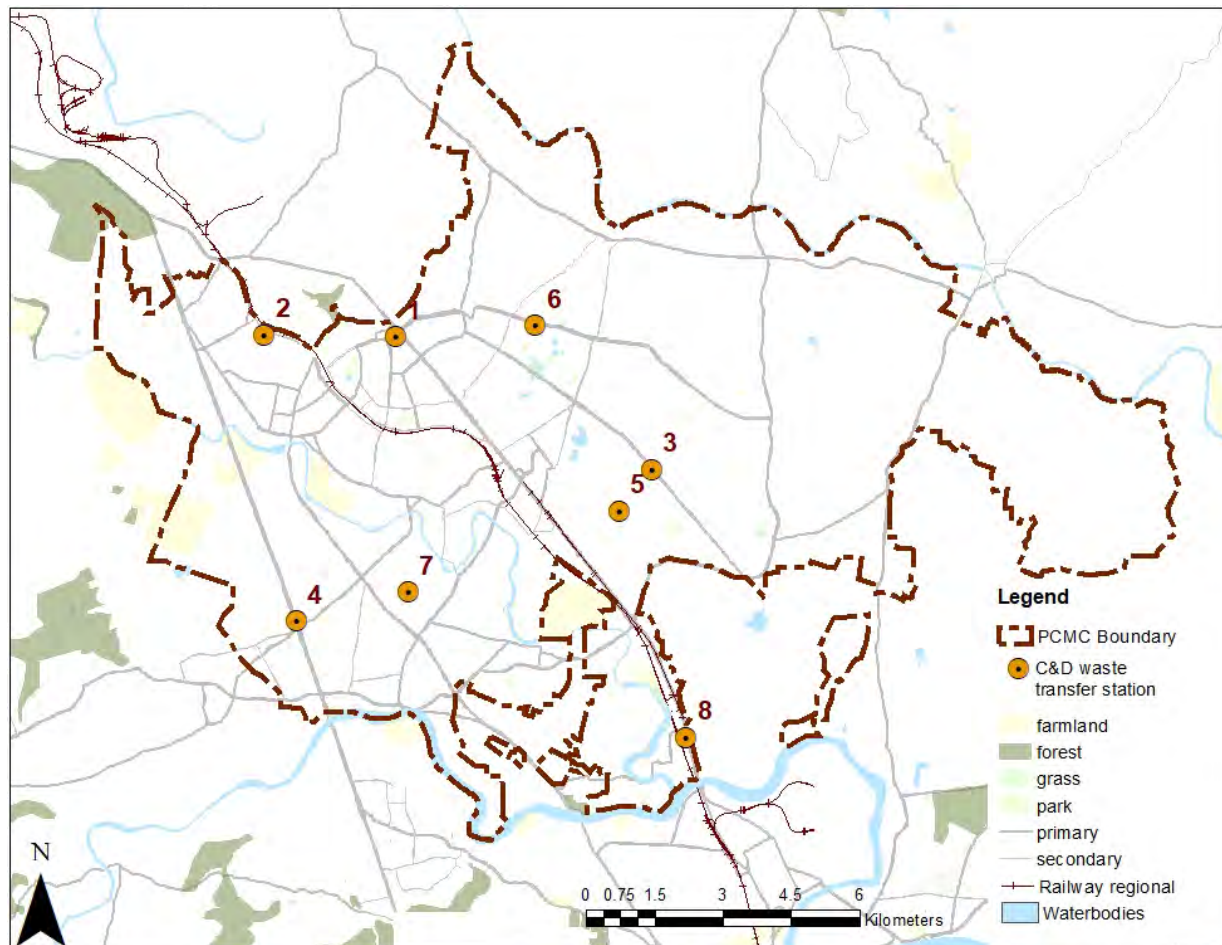 2
1
6
3
5
7
4
8
Legend
PCMC Boundary
C&D waste
transfer station
farmland
forest
grass
park
primary
secondary
Railway regional
Waterbodies
N
0 0.75 1.5 3 4.5 6
Kilometers